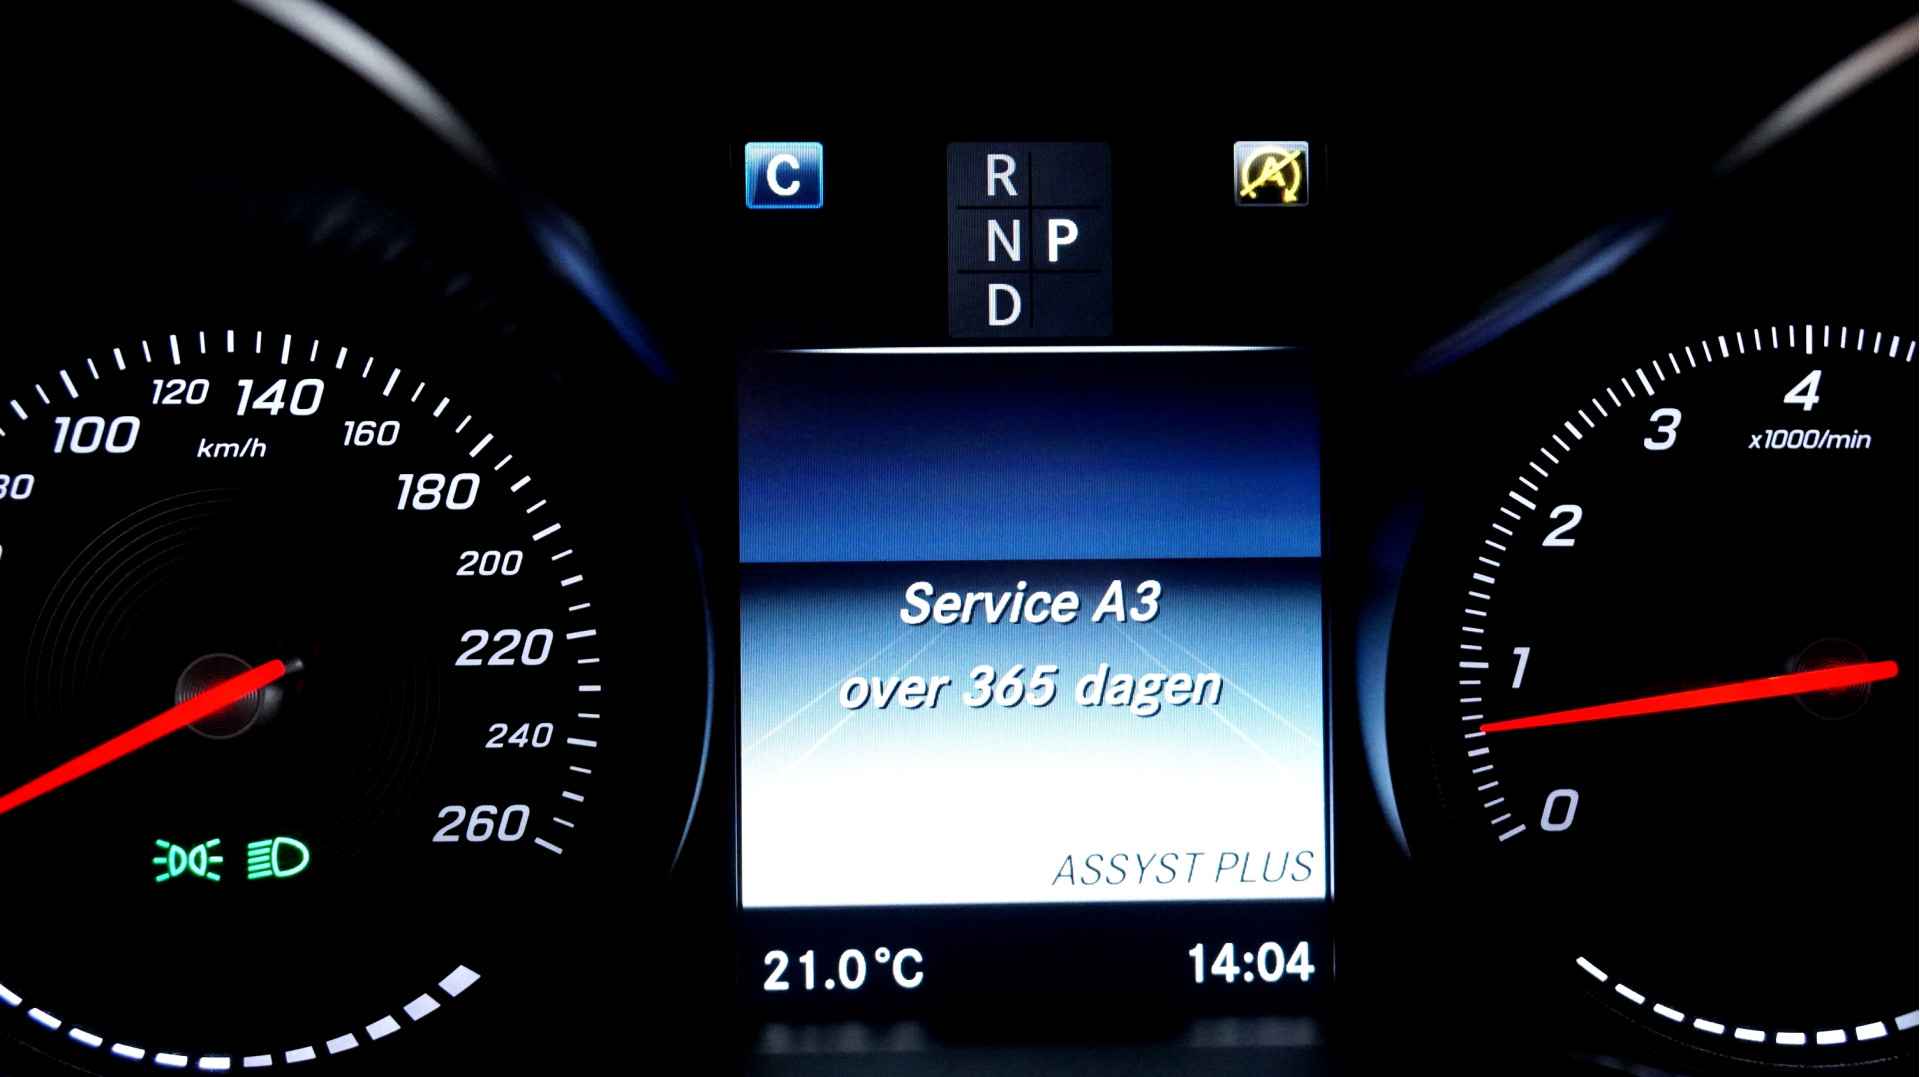 C
R
N P
D
A
80
100
120
140
160
km/h
180
200
220
240
260
Service A3
over 365 dagen
ASSYST PLUS
21.0°C
14:04
4
3
x1000/min
2
1
0